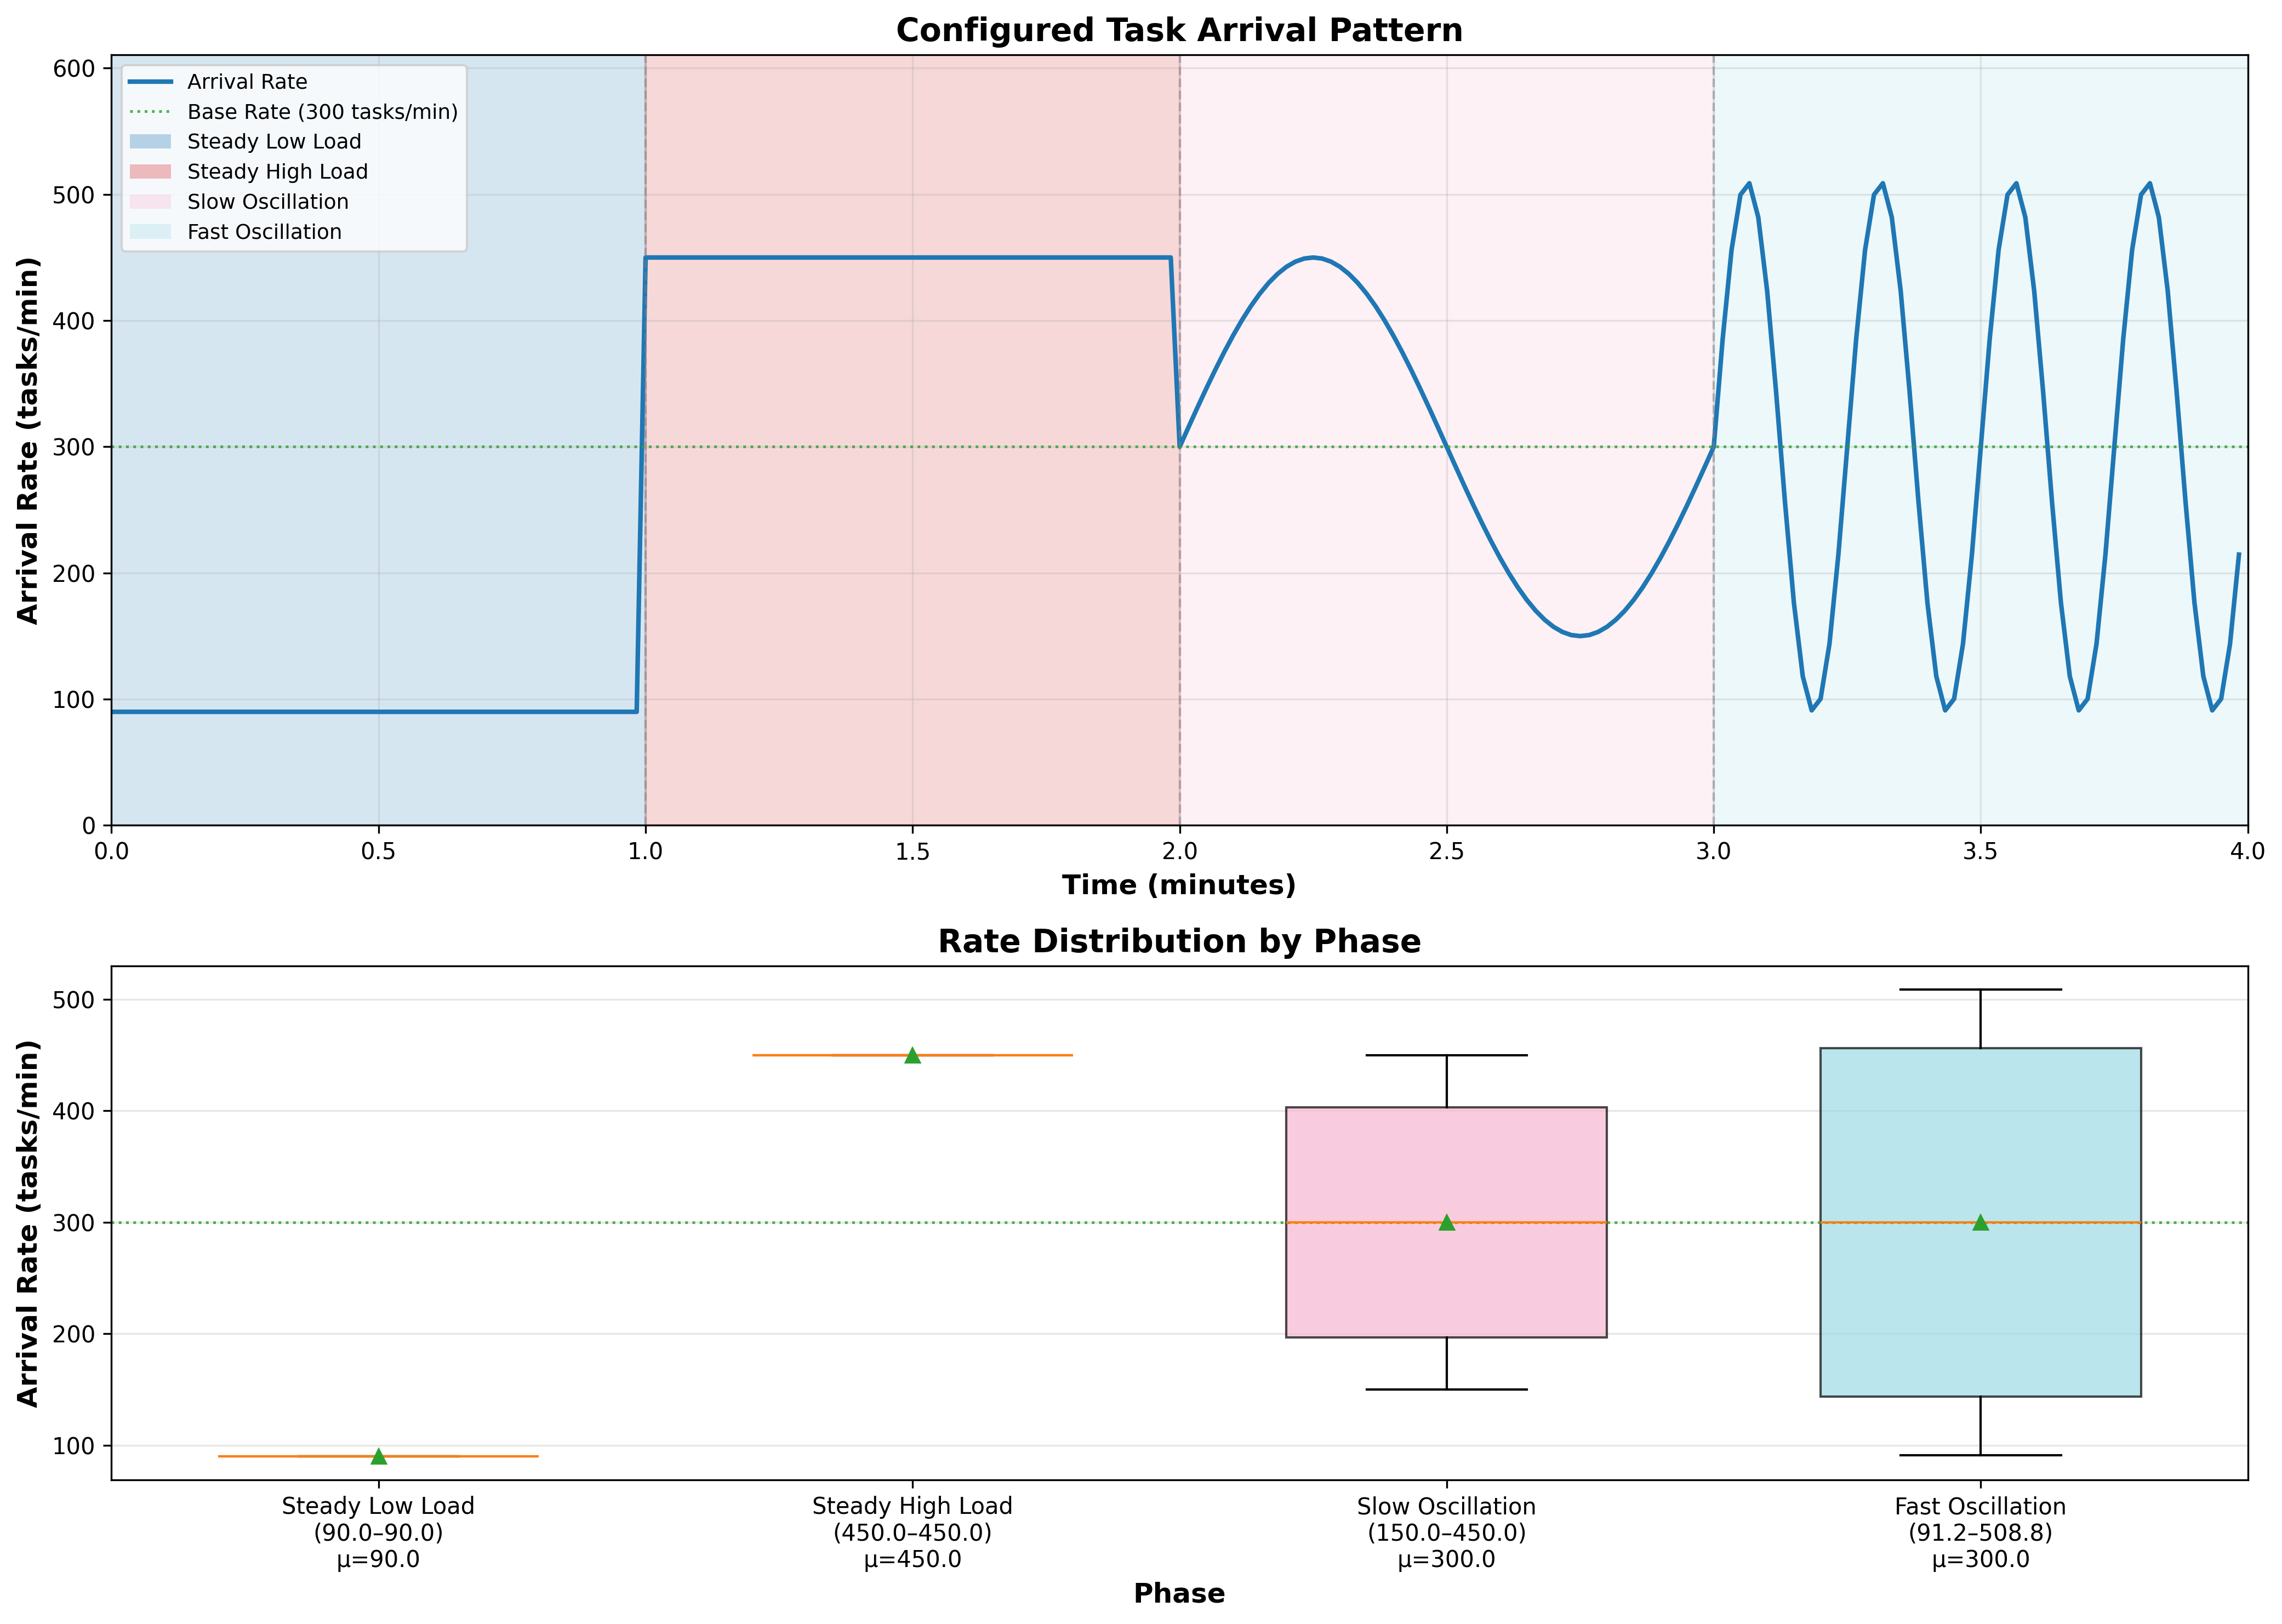 Configured Task Arrival Pattern
Arrival Rate (tasks/min)
600
500
400
300
200
100
0
Arrival Rate
Base Rate (300 tasks/min)
Steady Low Load
Steady High Load
Slow Oscillation
Fast Oscillation
0.0 0.5 1.0 1.5 2.0 2.5 3.0 3.5 4.0
Time (minutes)
Rate Distribution by Phase
Arrival Rate (tasks/min)
500
400
300
200
100
Steady Low Load Steady High Load Slow Oscillation Fast Oscillation
(90.0–90.0) (450.0–450.0) (150.0–450.0) (91.2–508.8)
μ=90.0 μ=450.0 μ=300.0 μ=300.0
Phase